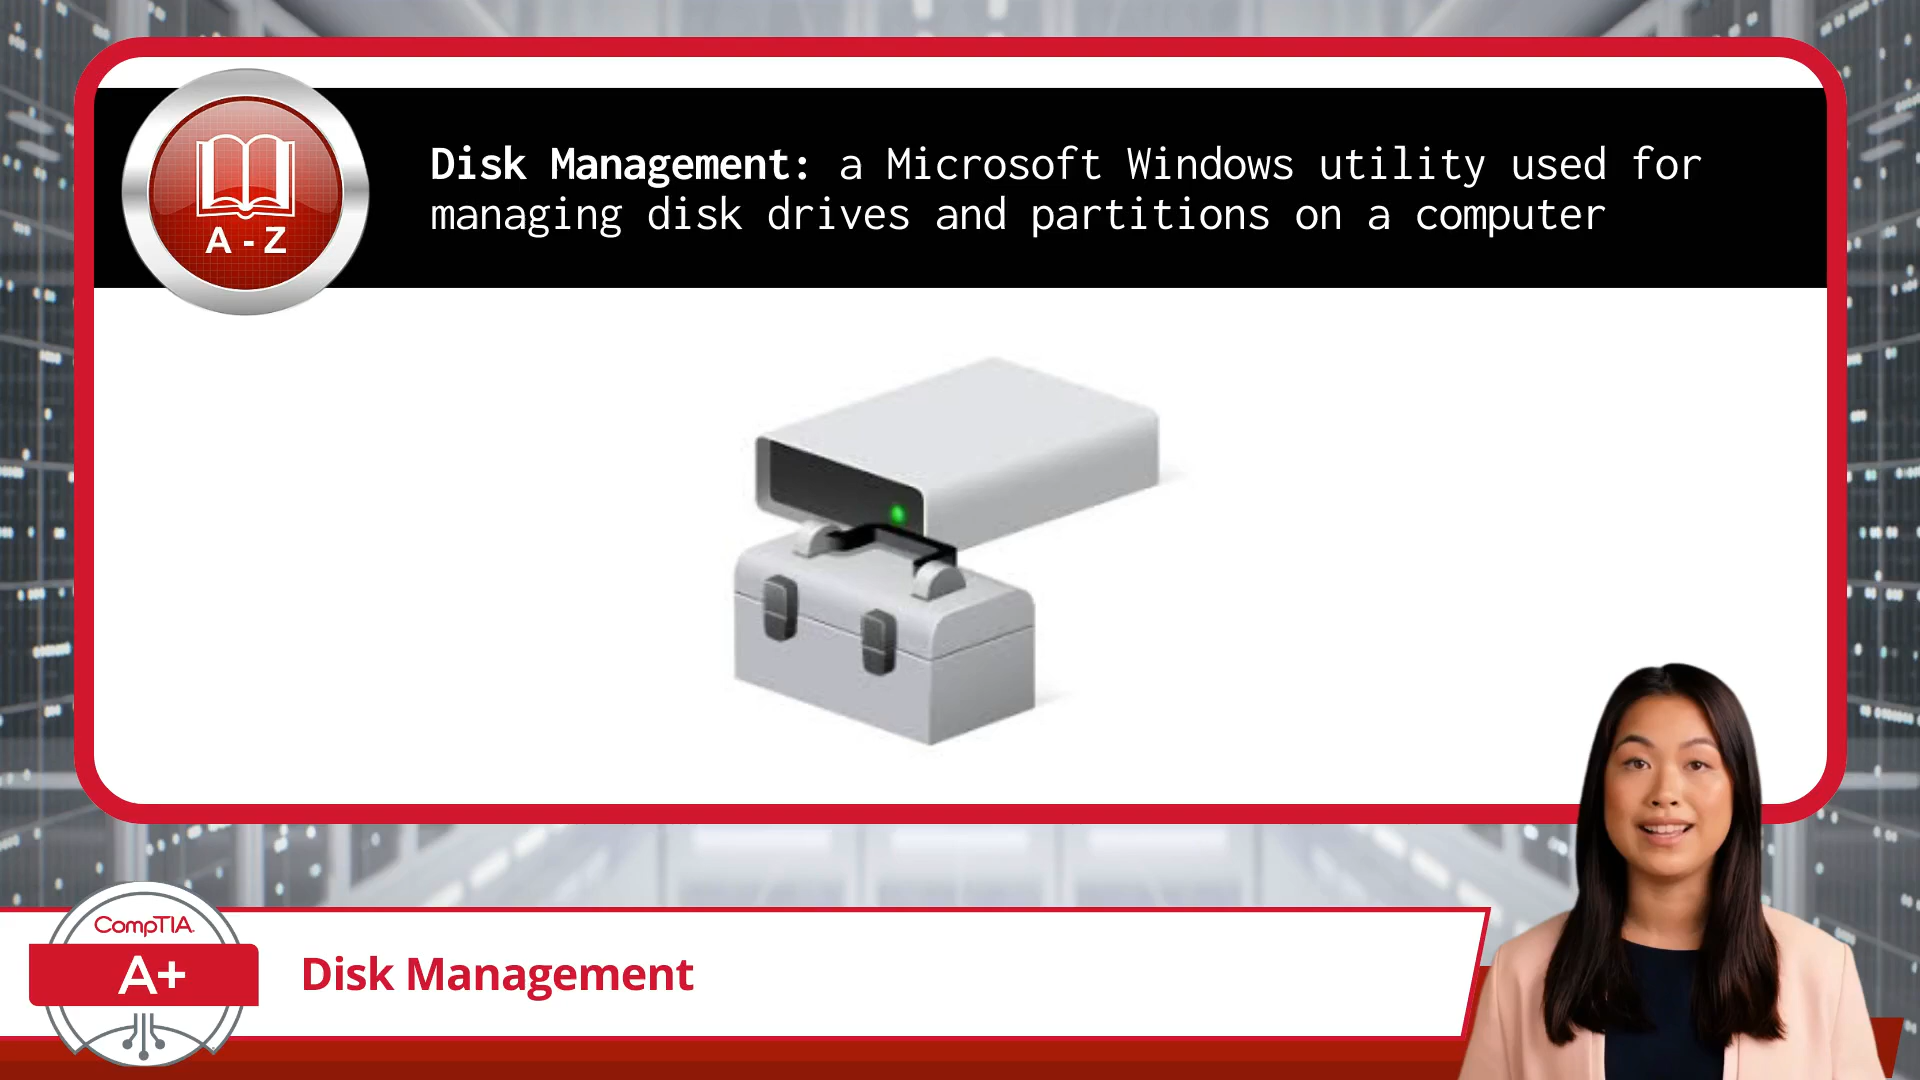 Disk Management: a Microsoft Windows utility used for
managing disk drives and partitions on a computer
A - Z
CompTIA.
A+
Disk Management